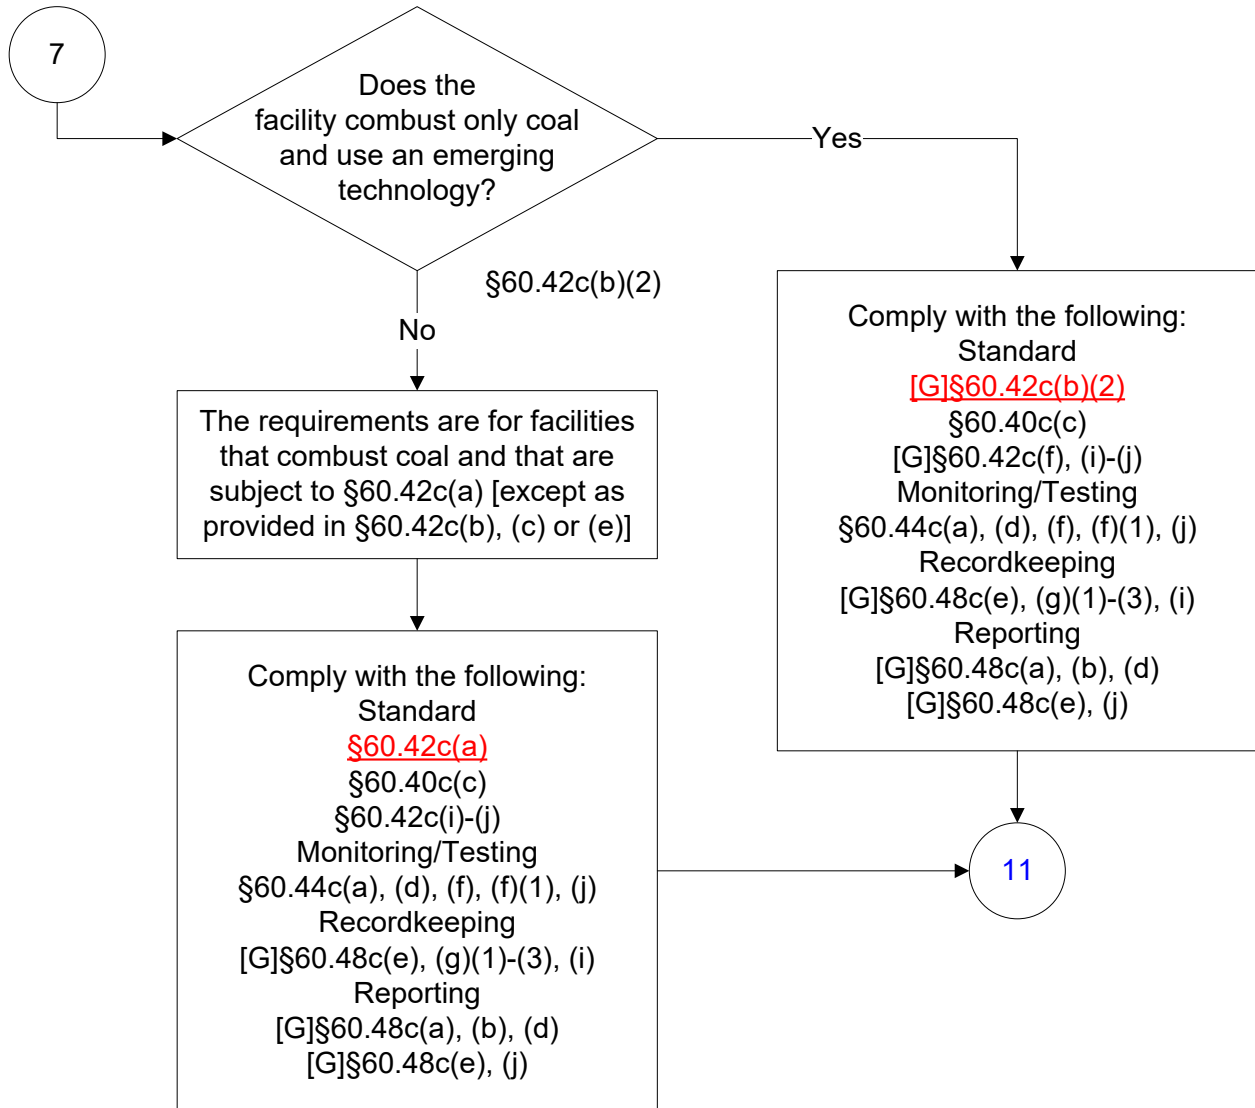 7
Does the
facility combust only coal
and use an emerging
technology?
Yes
§60.42c(b)(2)
No
The requirements are for facilities
that combust coal and that are
subject to §60.42c(a) [except as
provided in §60.42c(b), (c) or (e)]
Comply with the following:
Standard
§60.42c(a)
§60.40c(c)
§60.42c(i)-(j)
Monitoring/Testing
§60.44c(a), (d), (f), (f)(1), (j)
Recordkeeping
[G]§60.48c(e), (g)(1)-(3), (i)
Reporting
[G]§60.48c(a), (b), (d)
[G]§60.48c(e), (j)
Comply with the following:
Standard
[G]§60.42c(b)(2)
§60.40c(c)
[G]§60.42c(f), (i)-(j)
Monitoring/Testing
§60.44c(a), (d), (f), (f)(1), (j)
Recordkeeping
[G]§60.48c(e), (g)(1)-(3), (i)
Reporting
[G]§60.48c(a), (b), (d)
[G]§60.48c(e), (j)
11